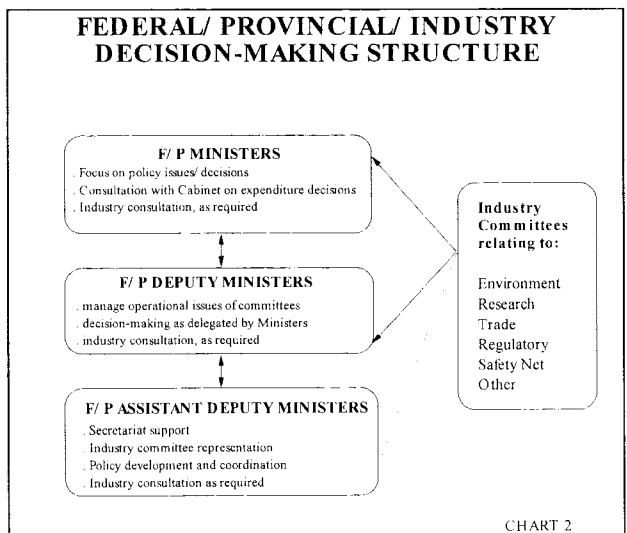 FEDERAL/ PROVINCIAL/ INDUSTRY
DECISION-MAKING STRUCTURE
F/ P MINISTERS
. Focus on policy issues/ decisions
. Consultation with Cabinet on expenditure decisions
. Industry consultation, as required
F/ P DEPUTY MINISTERS
. manage operational issues of committees
. decision-making as delegated by Ministers
. industry consultation, as required
F/ P ASSISTANT DEPUTY MINISTERS
. Secretariat support
. Industry committee representation
. Policy development and coordination
. Industry consultation as required
Industry
Committees
relating to:
Environment
Research
Trade
Regulatory
Safety Net
Other
CHART 2